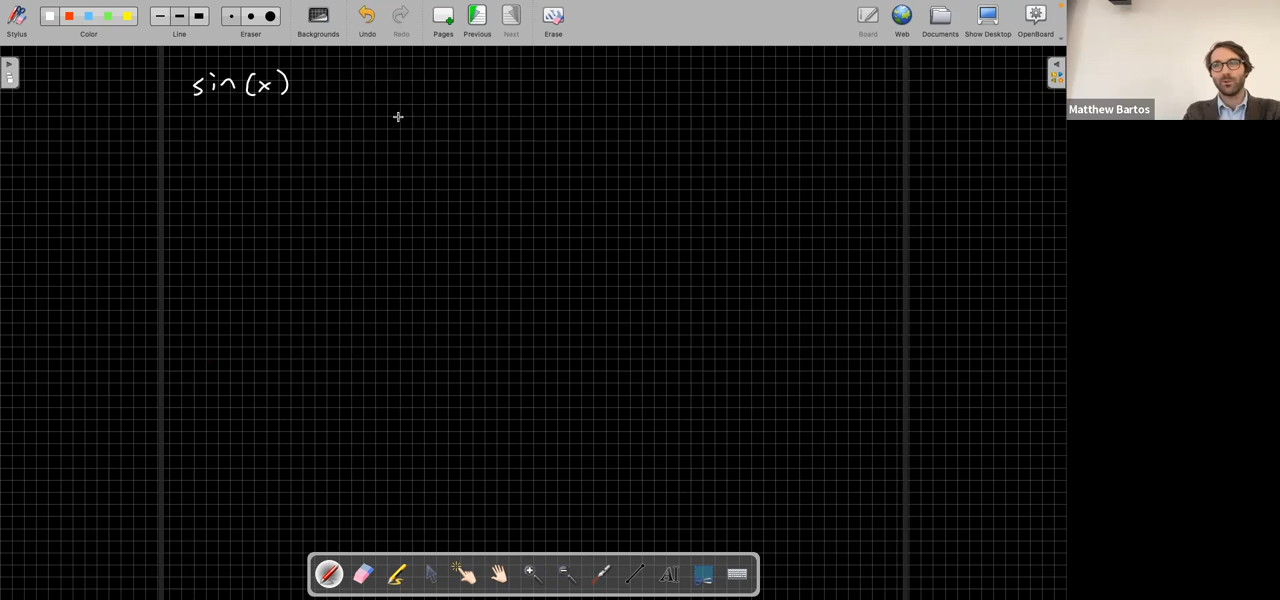 Stylus Color Line Eraser Backgrounds Undo Redo Pages Previous Next Erase Board Web Documents Show Desktop OpenBoard
sin(x)
Matthew Bartos
AI